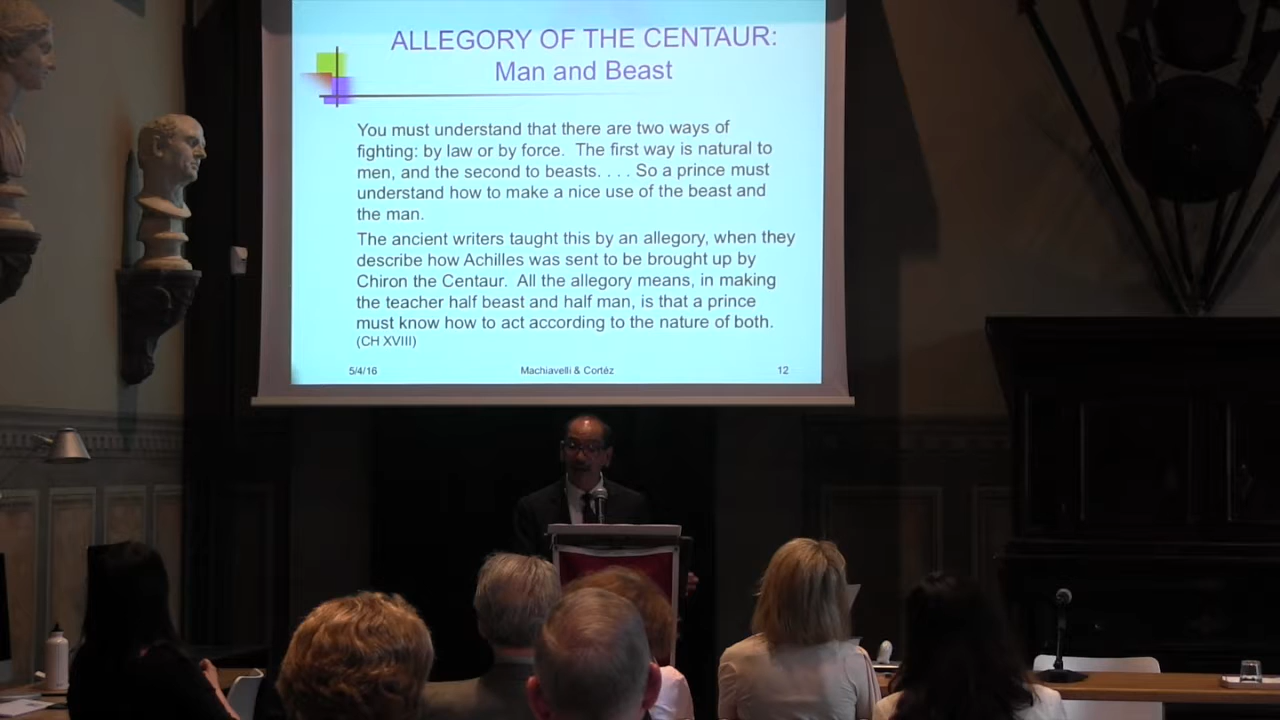 ALLEGORY OF THE CENTAUR:
Man and Beast
You must understand that there are two ways of
fighting: by law or by force.  The first way is natural to
men, and the second to beasts. . . . So a prince must
understand how to make a nice use of the beast and
the man.
The ancient writers taught this by an allegory, when they
describe how Achilles was sent to be brought up by
Chiron the Centaur.  All the allegory means, in making
the teacher half beast and half man, is that a prince
must know how to act according to the nature of both.
(CH XVIII)
5/4/16 Machiavelli & Cortéz 12